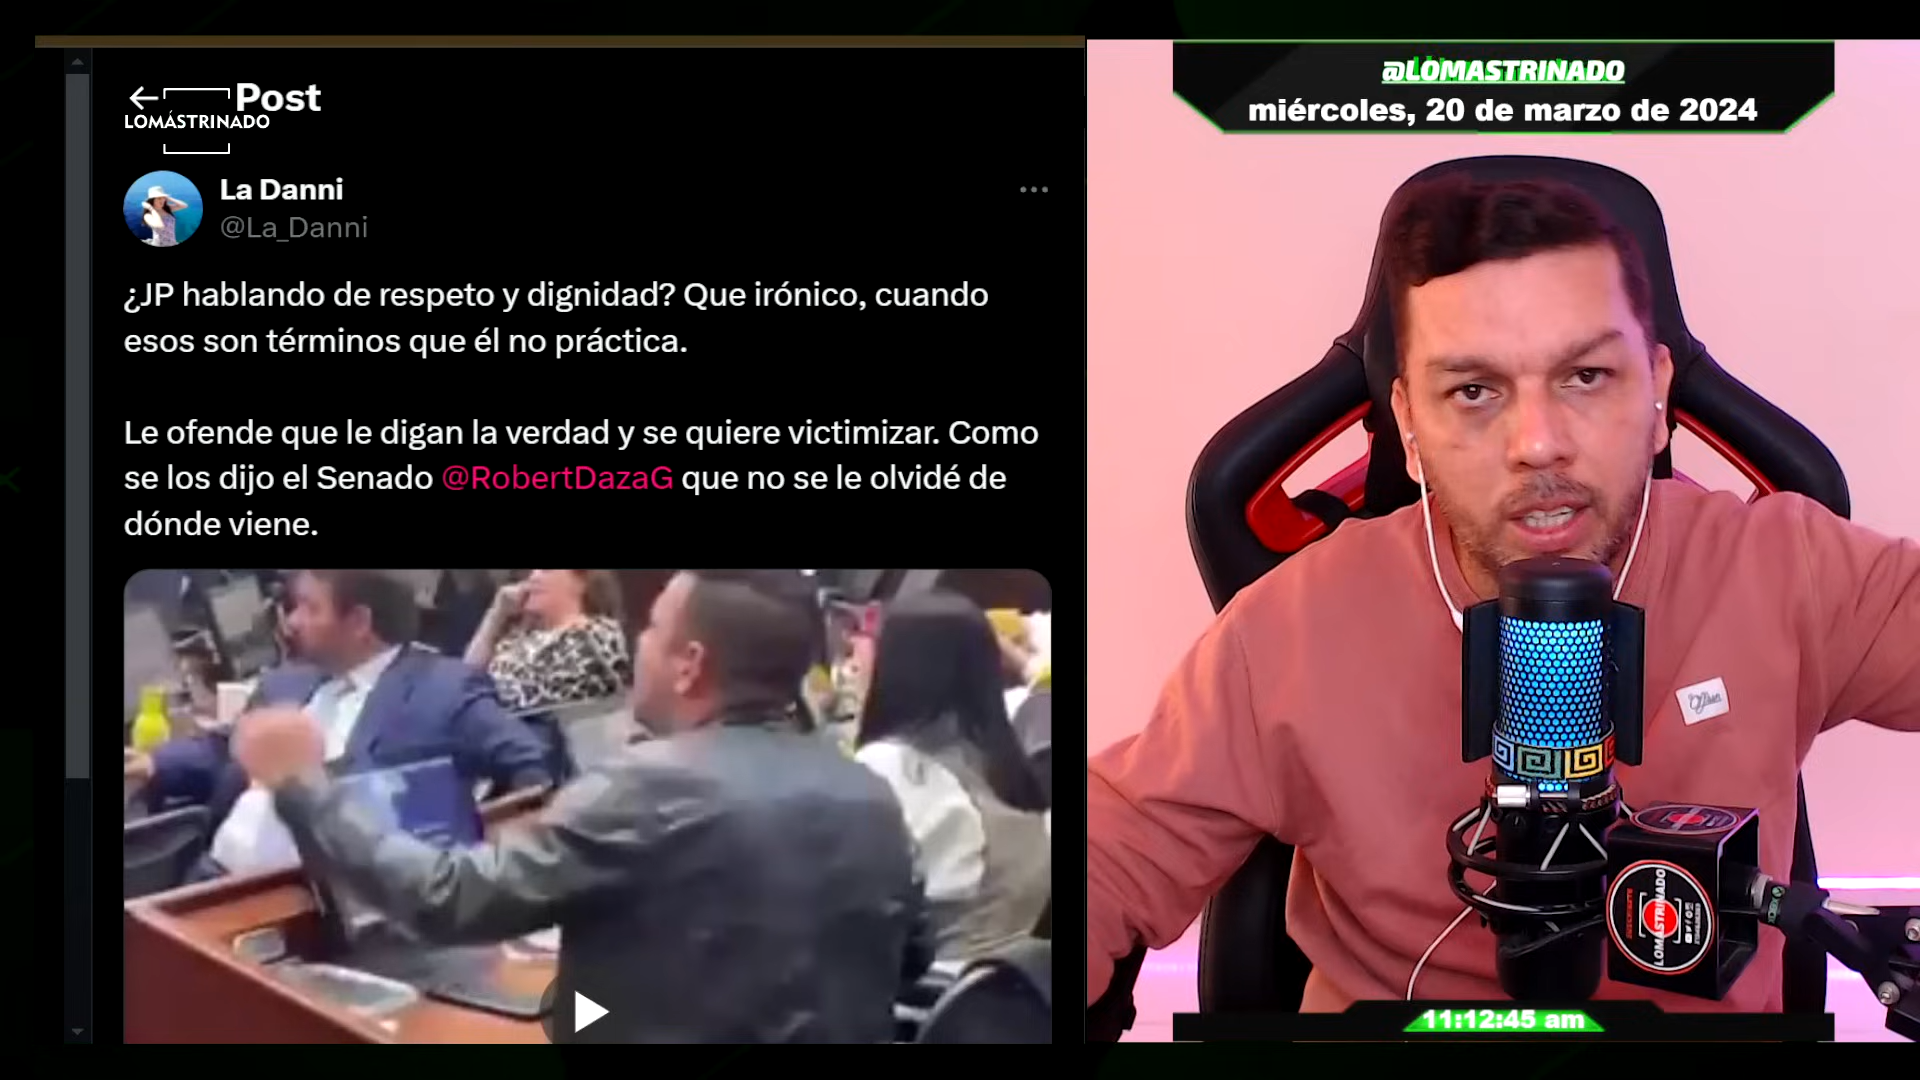 Post
LOMÁSTRINADO
La Danni
@La_Danni
¿JP hablando de respeto y dignidad? Que irónico, cuando
esos son términos que él no práctica.
Le ofende que le digan la verdad y se quiere victimizar. Como
se los dijo el Senado @RobertDazaG que no se le olvidé de
dónde viene.
@LOMASTRINADO
miércoles, 20 de marzo de 2024
LOMASTRINADO
11:12:45 am